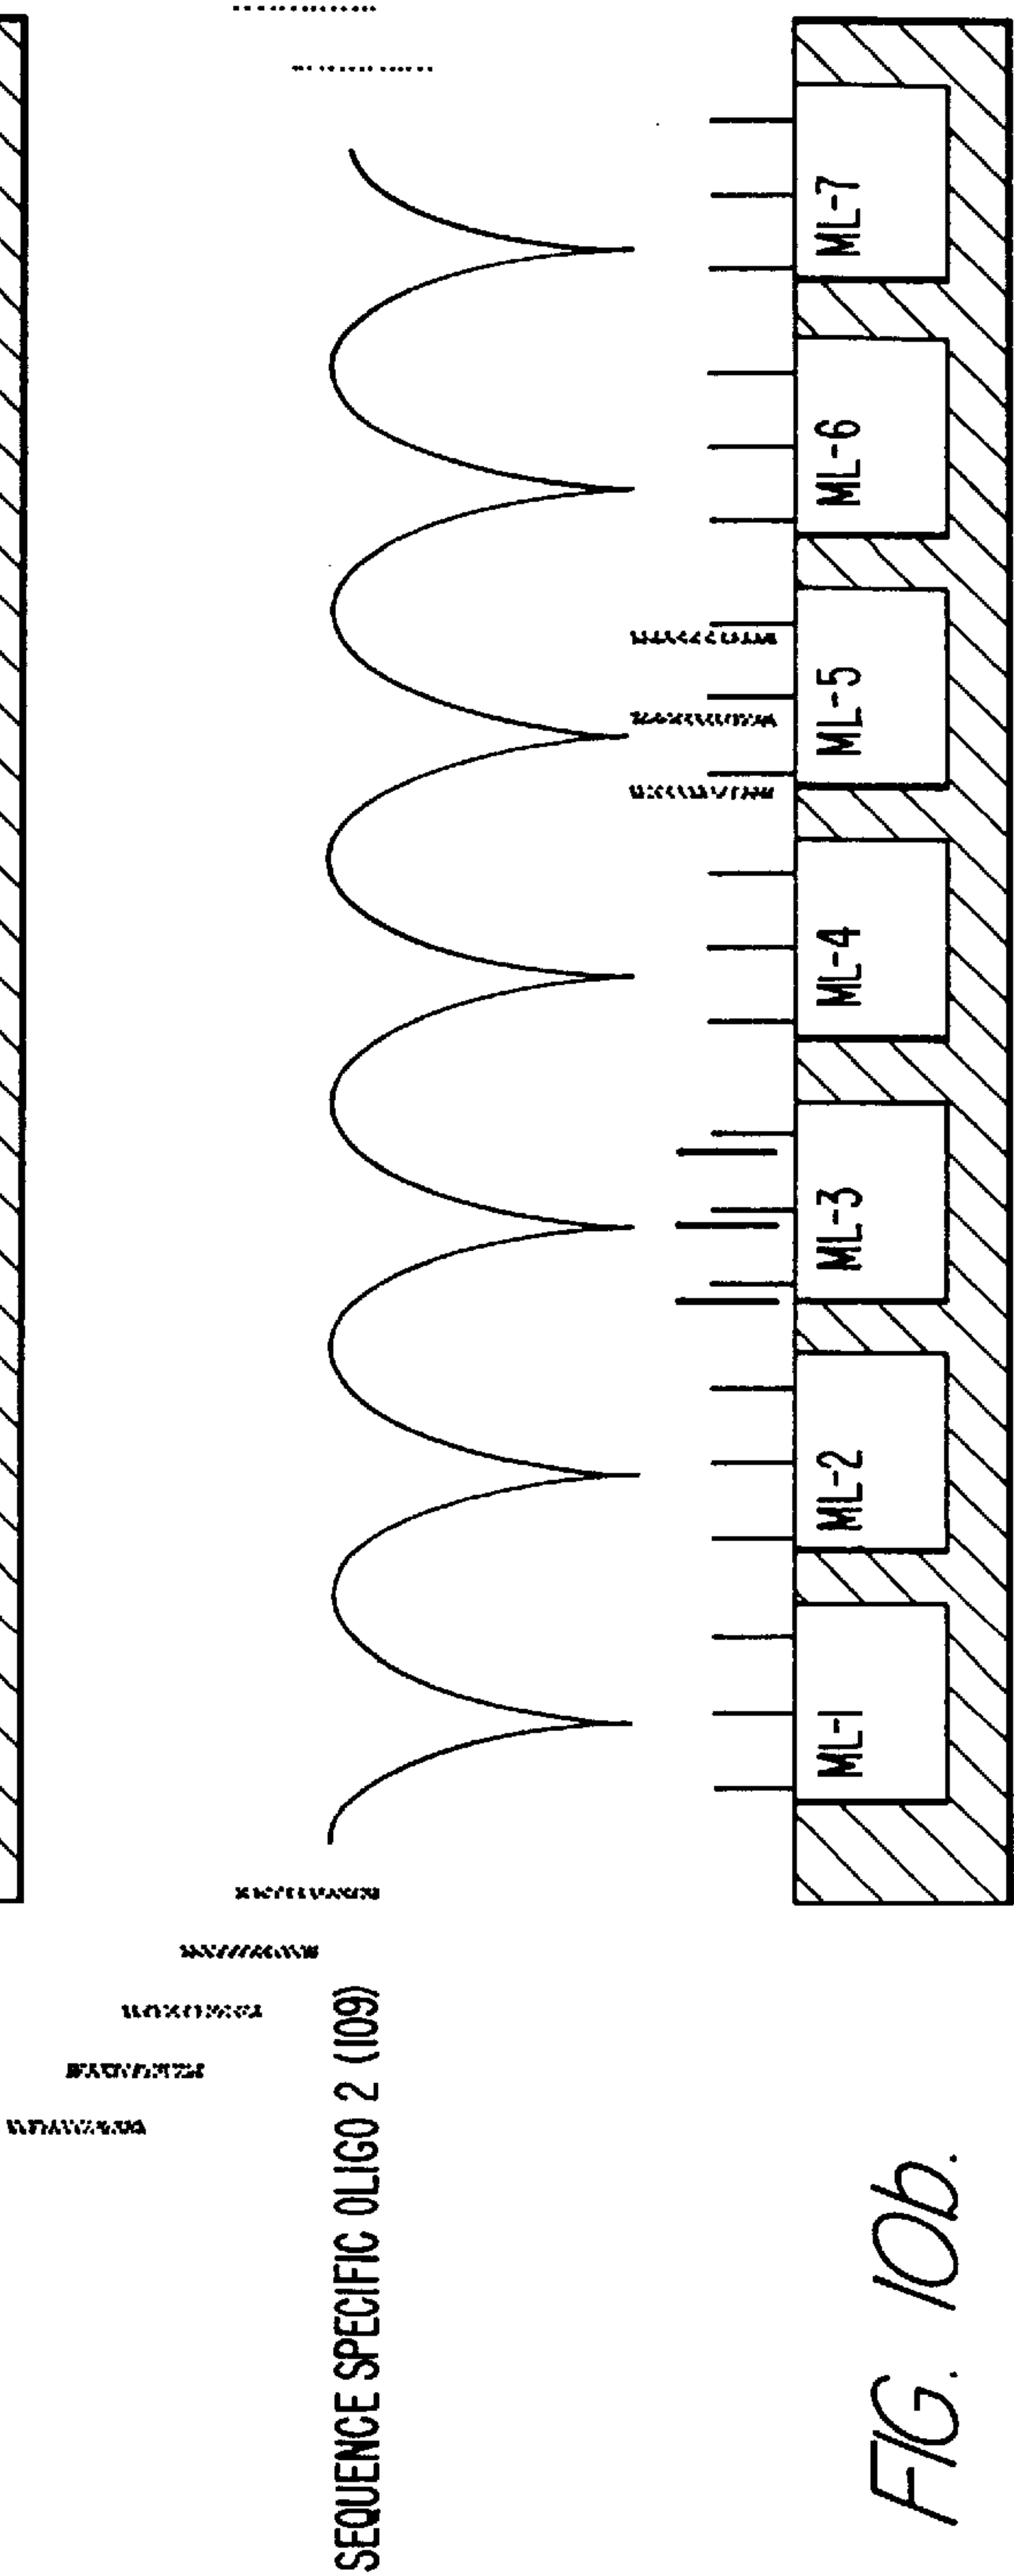 SEQUENCE SPECIFIC OLIGO 2 (109)
ML-1
ML-2
ML-3
ML-4
ML-5
ML-6
ML-7
FIG. 10b.